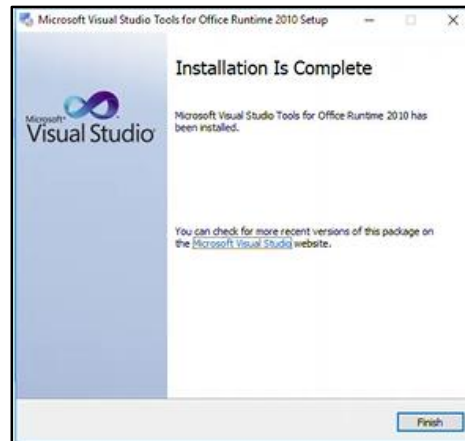 Microsoft Visual Studio Tools for Office Runtime 2010 Setup
Installation Is Complete
Microsoft Visual Studio Tools for Office Runtime 2010 has
been installed.
Microsoft
Visual Studio
You can check for more recent versions of this package on
the Microsoft Visual Studio website.
Finish